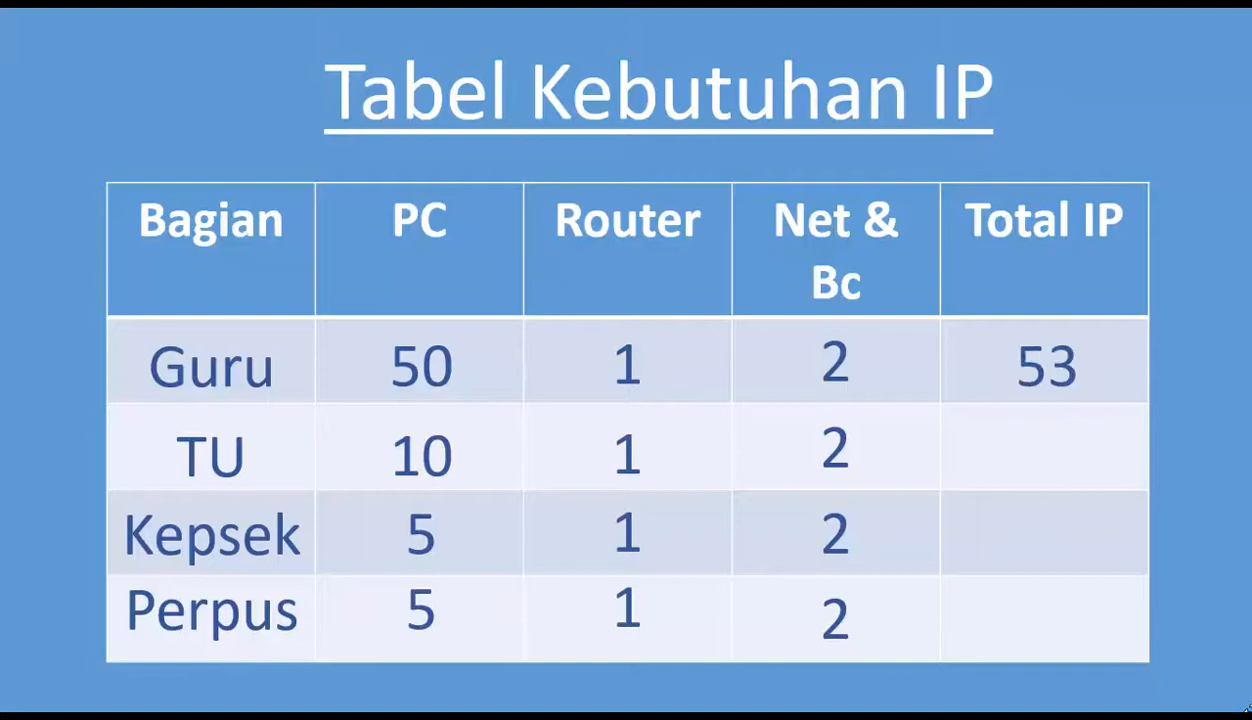 Tabel Kebutuhan IP
Bagian PC Router Net & Bc Total IP
Guru 50 1 2 53
TU 10 1 2
Kepsek 5 1 2
Perpus 5 1 2